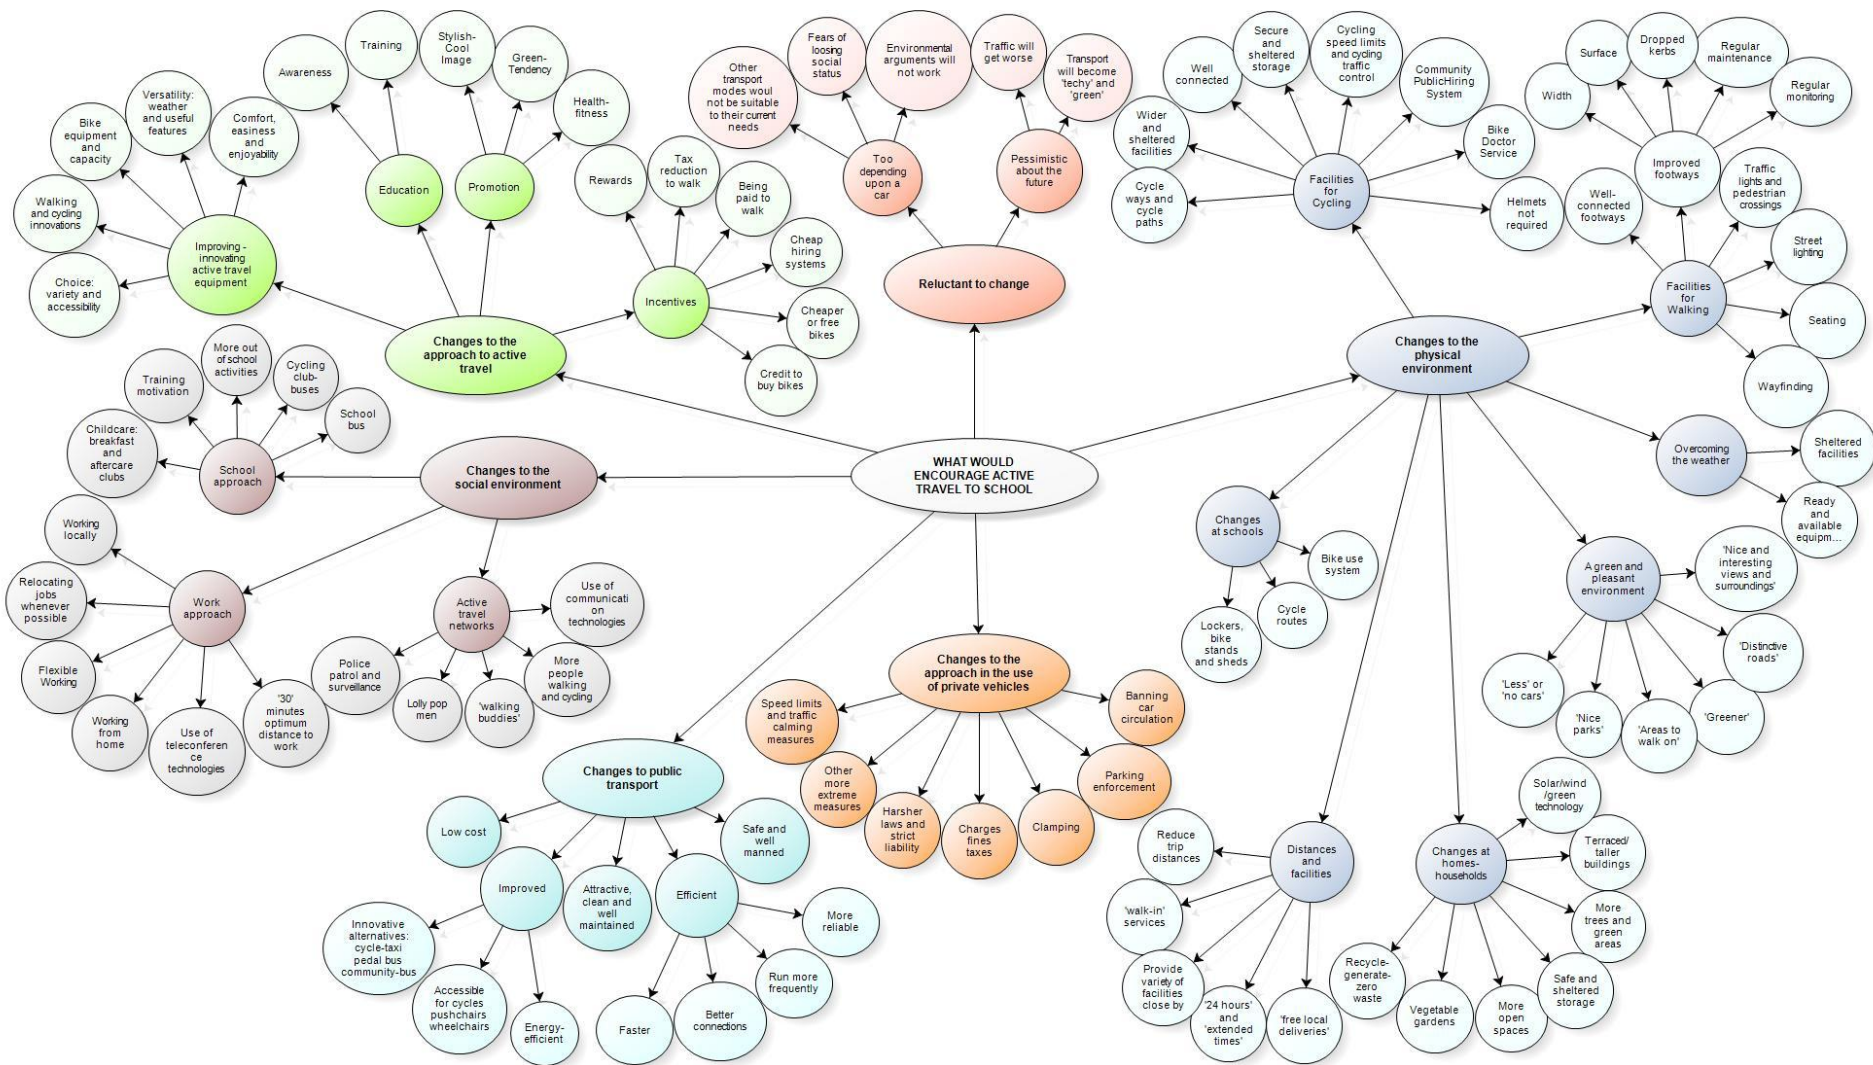 Awareness
Training
Stylish-
Cool
Image
Green-
Tendency
Health-
fitness
Education
Promotion
Versatility:
weather
and useful
features
Bike
equipment
and
capacity
Comfort,
easiness
and
enjoyability
Walking
and cycling
innovations
Choice:
variety and
accessibility
Improving -
innovating
active travel
equipment
Rewards
Tax
reduction
to walk
Being
paid to
walk
Cheap
hiring
systems
Cheaper
or free
bikes
Credit to
buy bikes
Incentives
Changes to the
approach to active
travel
Other
transport
modes woul
not be suitable
to their current
needs
Fears of
loosing
social
status
Environmental
arguments will
not work
Traffic will
get worse
Transport
will become
'techy' and
'green'
Too
depending
upon a
car
Pessimistic
about the
future
Reluctant to change
Well
connected
Secure
and
sheltered
storage
Cycling
speed limits
and cycling
traffic
control
Community
PublicHiring
System
Wider
and
sheltered
facilities
Bike
Doctor
Service
Cycle
ways and
cycle
paths
Helmets
not
required
Facilities
for
Cycling
Width
Surface
Dropped
kerbs
Regular
maintenance
Regular
monitoring
Improved
footways
Well-
connected
footways
Traffic
lights and
pedestrian
crossings
Street
lighting
Seating
Wayfinding
Facilities
for
Walking
Changes to the
physical
environment
Overcoming
the weather
Sheltered
facilities
Ready
and
available
equipm...
More out
of school
activities
Training
motivation
Cycling
club-
buses
School
bus
Childcare:
breakfast
and
aftercare
clubs
School
approach
Changes to the
social environment
WHAT WOULD
ENCOURAGE ACTIVE
TRAVEL TO SCHOOL
Working
locally
Relocating
jobs
whenever
possible
Work
approach
Flexible
Working
Working
from
home
Use of
teleconferen
ce
technologies
'30'
minutes
optimum
distance to
work
Active
travel
networks
Use of
communicati
on
technologies
Police
patrol and
surveillance
Lolly pop
men
'walking
buddies'
More
people
walking
and cycling
Changes
at schools
Bike use
system
Cycle
routes
Lockers,
bike
stands
and sheds
A green and
pleasant
environment
'Nice and
interesting
views and
surroundings'
'Distinctive
roads'
'Less' or
'no cars'
'Nice
parks'
'Areas to
walk on'
'Greener'
Changes to the
approach in the use
of private vehicles
Speed limits
and traffic
calming
measures
Banning
car
circulation
Other
more
extreme
measures
Harsher
laws and
strict
liability
Charges
fines
taxes
Clamping
Parking
enforcement
Changes to public
transport
Low cost
Safe and
well
manned
Improved
Attractive,
clean and
well
maintained
Efficient
Innovative
alternatives:
cycle-taxi
pedal bus
community-bus
Accessible
for cycles
pushchairs
wheelchairs
Energy-
efficient
More
reliable
Run more
frequently
Faster
Better
connections
Distances
and
facilities
Reduce
trip
distances
'walk-in'
services
Provide
variety of
facilities
close by
'24 hours'
and
'extended
times'
'free local
deliveries'
Changes at
homes-
households
Solar/wind
/green
technology
Terraced/
taller
buildings
More
trees and
green
areas
Safe and
sheltered
storage
More
open
spaces
Vegetable
gardens
Recycle-
generate-
zero
waste